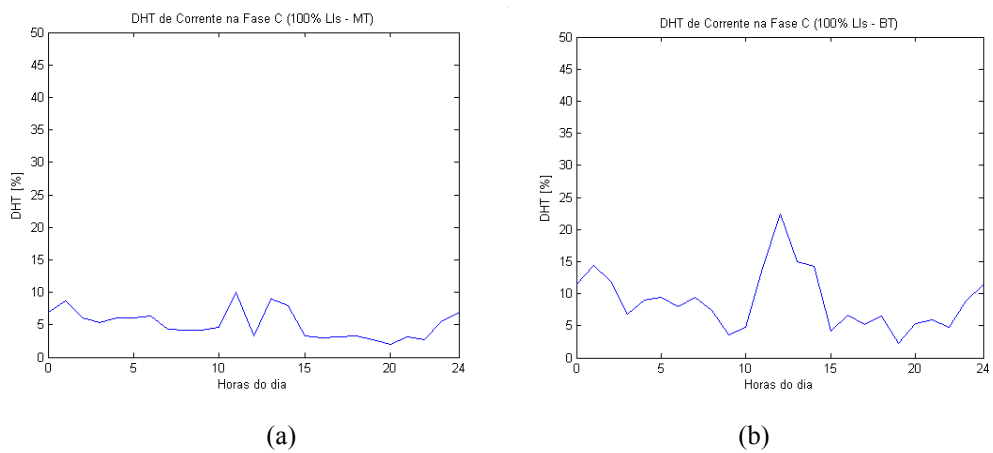 DHT de Corrente na Fase C (100% LIs - MT)
50
45
40
35
30
25
20
15
10
5
0
DHT [%]
0 5 10 15 20 24
Horas do dia
(a)
DHT de Corrente na Fase C (100% LIs - BT)
50
45
40
35
30
25
20
15
10
5
0
DHT [%]
0 5 10 15 20 24
Horas do dia
(b)